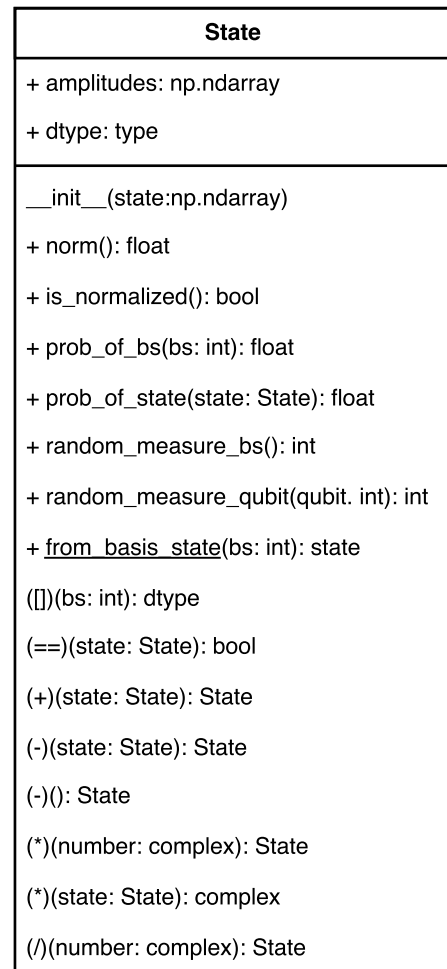 State
+ amplitudes: np.ndarray
+ dtype: type
__init__(state:np.ndarray)
+ norm(): float
+ is_normalized(): bool
+ prob_of_bs(bs: int): float
+ prob_of_state(state: State): float
+ random_measure_bs(): int
+ random_measure_qubit(qubit. int): int
+ from_basis_state(bs: int): state
([])(bs: int): dtype
(==)(state: State): bool
(+)(state: State): State
(-)(state: State): State
(-)(): State
(*)(number: complex): State
(*)(state: State): complex
(/)(number: complex): State